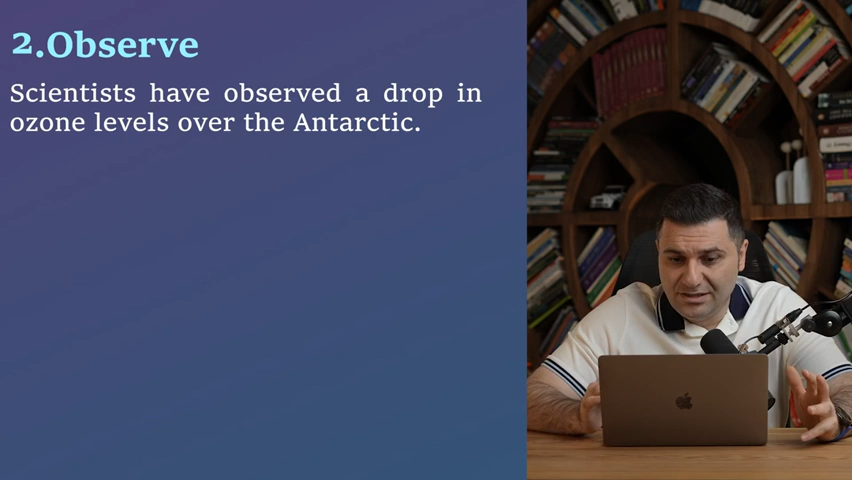 2.Observe
Scientists have observed a drop in
ozone levels over the Antarctic.